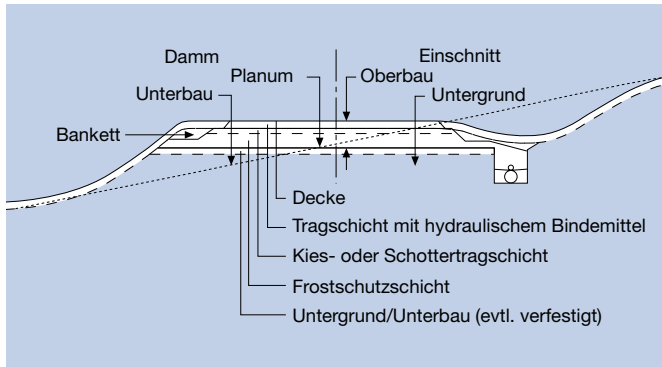 Damm
Einschnitt
Planum
Oberbau
Unterbau
Untergrund
Bankett
Decke
Tragschicht mit hydraulischem Bindemittel
Kies- oder Schottertragschicht
Frostschutzschicht
Untergrund/Unterbau (evtl. verfestigt)